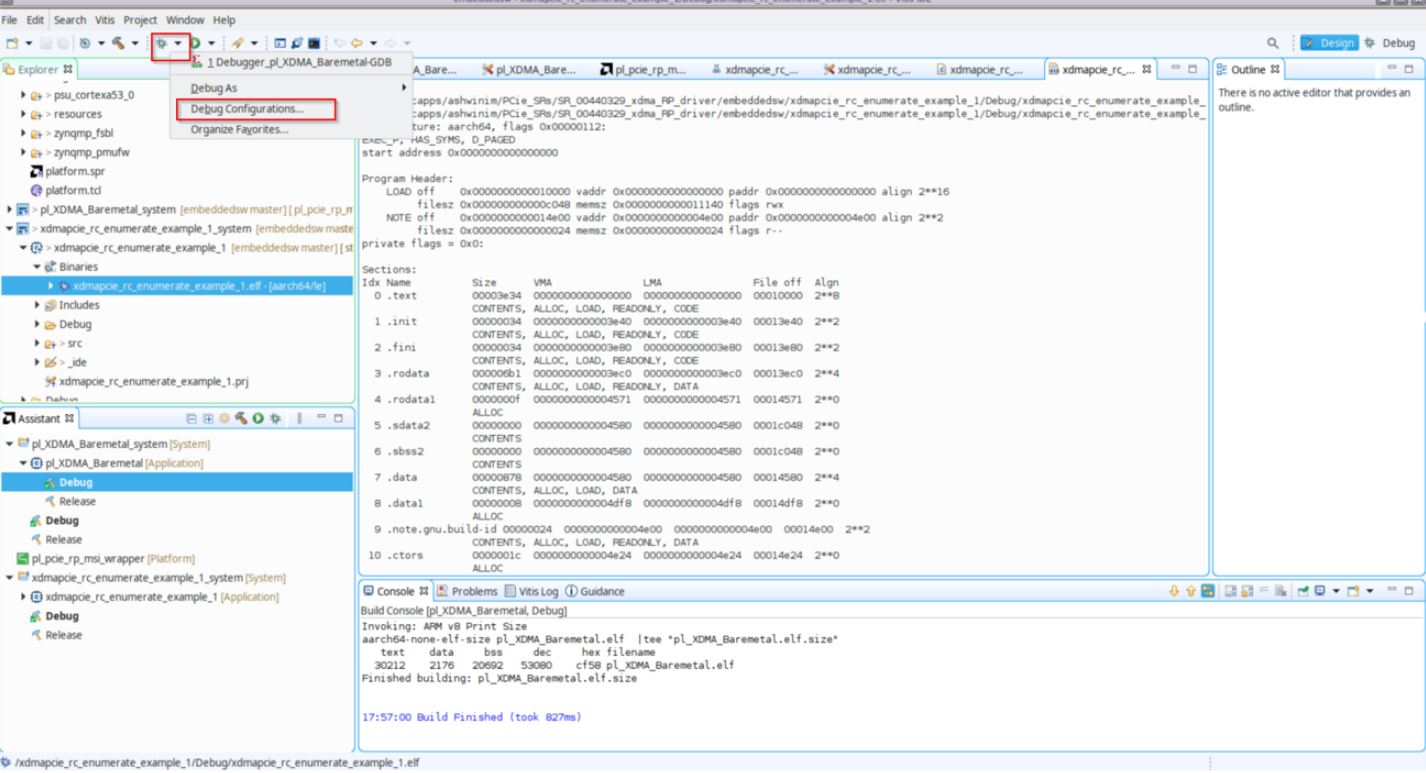 embeddedsw - xdmapcie_rc_enumerate_example_1/Debug/xdmapcie_rc_enumerate_example_1.elf - Vitis IDE
File Edit Search Vitis Project Window Help
Design Debug
1 Debugger_pl_XDMA_Baremetal-GDB
Debug As
Debug Configurations...
Organize Favorites...
Explorer
> psu_cortexa53_0
> resources
> zynqmp_fsbl
> zynqmp_pmufw
platform.spr
platform.tcl
> pl_XDMA_Baremetal_system [embeddedsw master] [ pl_pcie_rp_m
> xdmapcie_rc_enumerate_example_1_system [embeddedsw maste
> xdmapcie_rc_enumerate_example_1 [embeddedsw master] [ st
Binaries
xdmapcie_rc_enumerate_example_1.elf - [aarch64/le]
Includes
Debug
> src
> _ide
xdmapcie_rc_enumerate_example_1.prj
Debug
Assistant
pl_XDMA_Baremetal_system [System]
pl_XDMA_Baremetal [Application]
Debug
Release
Debug
Release
pl_pcie_rp_msi_wrapper [Platform]
xdmapcie_rc_enumerate_example_1_system [System]
xdmapcie_rc_enumerate_example_1 [Application]
Debug
Release
A_Bare... pl_XDMA_Bare... pl_pcie_rp_m... xdmapcie_rc_... xdmapcie_rc_... xdmapcie_rc_... xdmapcie_rc_...
capps/ashwinim/PCie_SRs/SR_00440329_xdma_RP_driver/embeddedsw/xdmapcie_rc_enumerate_example_1/Debug/xdmapcie_rc_enumerate_example_
capps/ashwinim/PCie_SRs/SR_00440329_xdma_RP_driver/embeddedsw/xdmapcie_rc_enumerate_example_1/Debug/xdmapcie_rc_enumerate_example_
ture: aarch64, flags 0x00000112:
EXEC_P, HAS_SYMS, D_PAGED
start address 0x0000000000000000
Program Header:
LOAD off 0x0000000000010000 vaddr 0x0000000000000000 paddr 0x0000000000000000 align 2**16
filesz 0x000000000000c048 memsz 0x0000000000011140 flags rwx
NOTE off 0x0000000000014e00 vaddr 0x0000000000004e00 paddr 0x0000000000004e00 align 2**2
filesz 0x0000000000000024 memsz 0x0000000000000024 flags r--
private flags = 0x0:
Sections:
Idx Name Size VMA LMA File off Algn
0 .text 00003e34 0000000000000000 0000000000000000 00010000 2**8
CONTENTS, ALLOC, LOAD, READONLY, CODE
1 .init 00000034 0000000000003e40 0000000000003e40 00013e40 2**2
CONTENTS, ALLOC, LOAD, READONLY, CODE
2 .fini 00000034 0000000000003e80 0000000000003e80 00013e80 2**2
CONTENTS, ALLOC, LOAD, READONLY, CODE
3 .rodata 000006b1 0000000000003ec0 0000000000003ec0 00013ec0 2**4
CONTENTS, ALLOC, LOAD, READONLY, DATA
4 .rodata1 0000000f 0000000000004571 0000000000004571 00014571 2**0
ALLOC
5 .sdata2 00000000 0000000000004580 0000000000004580 0001c048 2**0
CONTENTS
6 .sbss2 00000000 0000000000004580 0000000000004580 0001c048 2**0
CONTENTS
7 .data 00000878 0000000000004580 0000000000004580 00014580 2**4
CONTENTS, ALLOC, LOAD, DATA
8 .data1 00000008 0000000000004df8 0000000000004df8 00014df8 2**0
ALLOC
9 .note.gnu.build-id 00000024 0000000000004e00 0000000000004e00 00014e00 2**2
CONTENTS, ALLOC, LOAD, READONLY, DATA
10 .ctors 0000001c 0000000000004e24 0000000000004e24 00014e24 2**0
ALLOC
Outline
There is no active editor that provides an
outline.
Console Problems Vitis Log Guidance
Build Console [pl_XDMA_Baremetal, Debug]
Invoking: ARM v8 Print Size
aarch64-none-elf-size pl_XDMA_Baremetal.elf |tee "pl_XDMA_Baremetal.elf.size"
text data bss dec hex filename
30212 2176 20692 53080 cf58 pl_XDMA_Baremetal.elf
Finished building: pl_XDMA_Baremetal.elf.size
17:57:00 Build Finished (took 827ms)
/xdmapcie_rc_enumerate_example_1/Debug/xdmapcie_rc_enumerate_example_1.elf